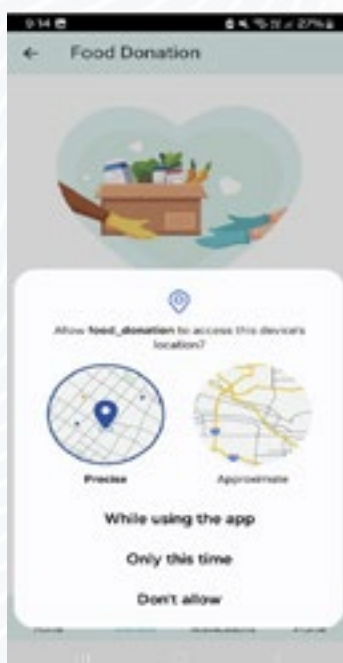 9:14
27%
Food Donation
Allow food_donation to access this device's
location?
Precise Approximate
While using the app
Only this time
Don't allow